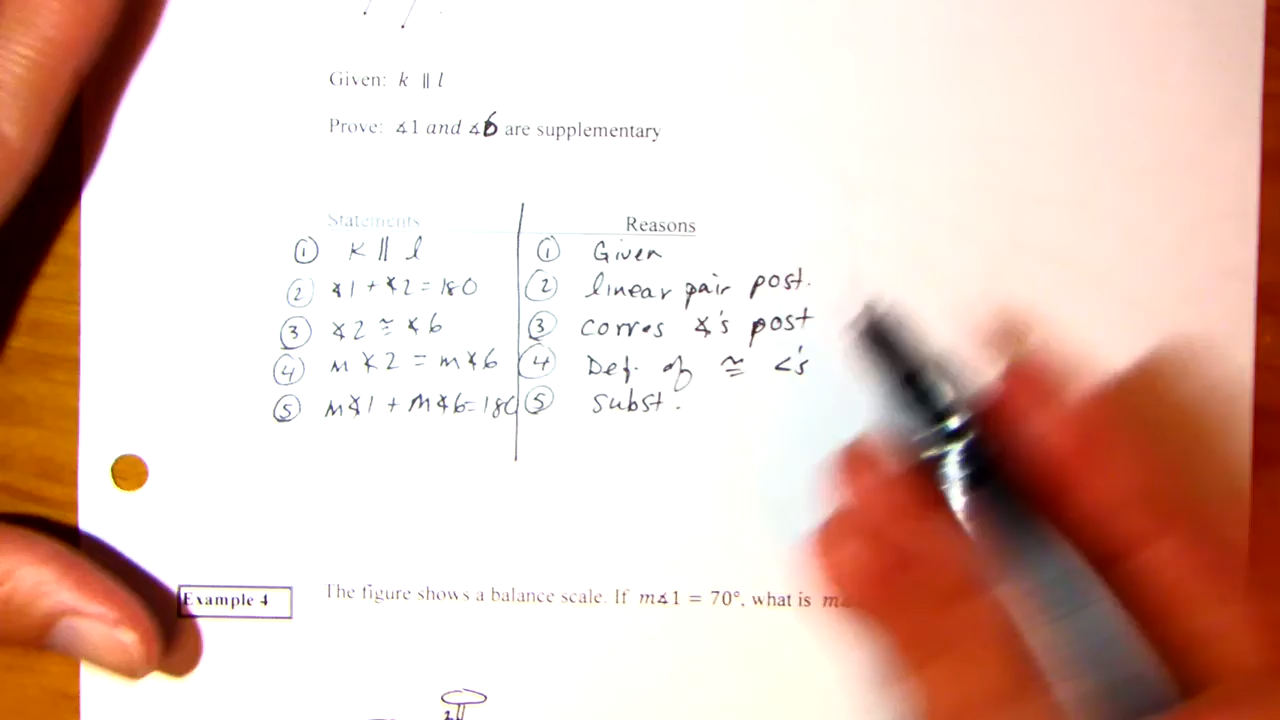 Given: k ∥ l
Prove: ∡1 and ∡6 are supplementary
Statements Reasons
① k ∥ l ① Given
② ∡1 + ∡2 = 180 ② linear pair post.
③ ∡2 ≅ ∡6 ③ corres ∡'s post
④ m∡2 = m∡6 ④ Def. of ≅ <'s
⑤ m∡1 + m∡6 = 180 ⑤ subst.
Example 4 The figure shows a balance scale. If m∡1 = 70°, what is
2